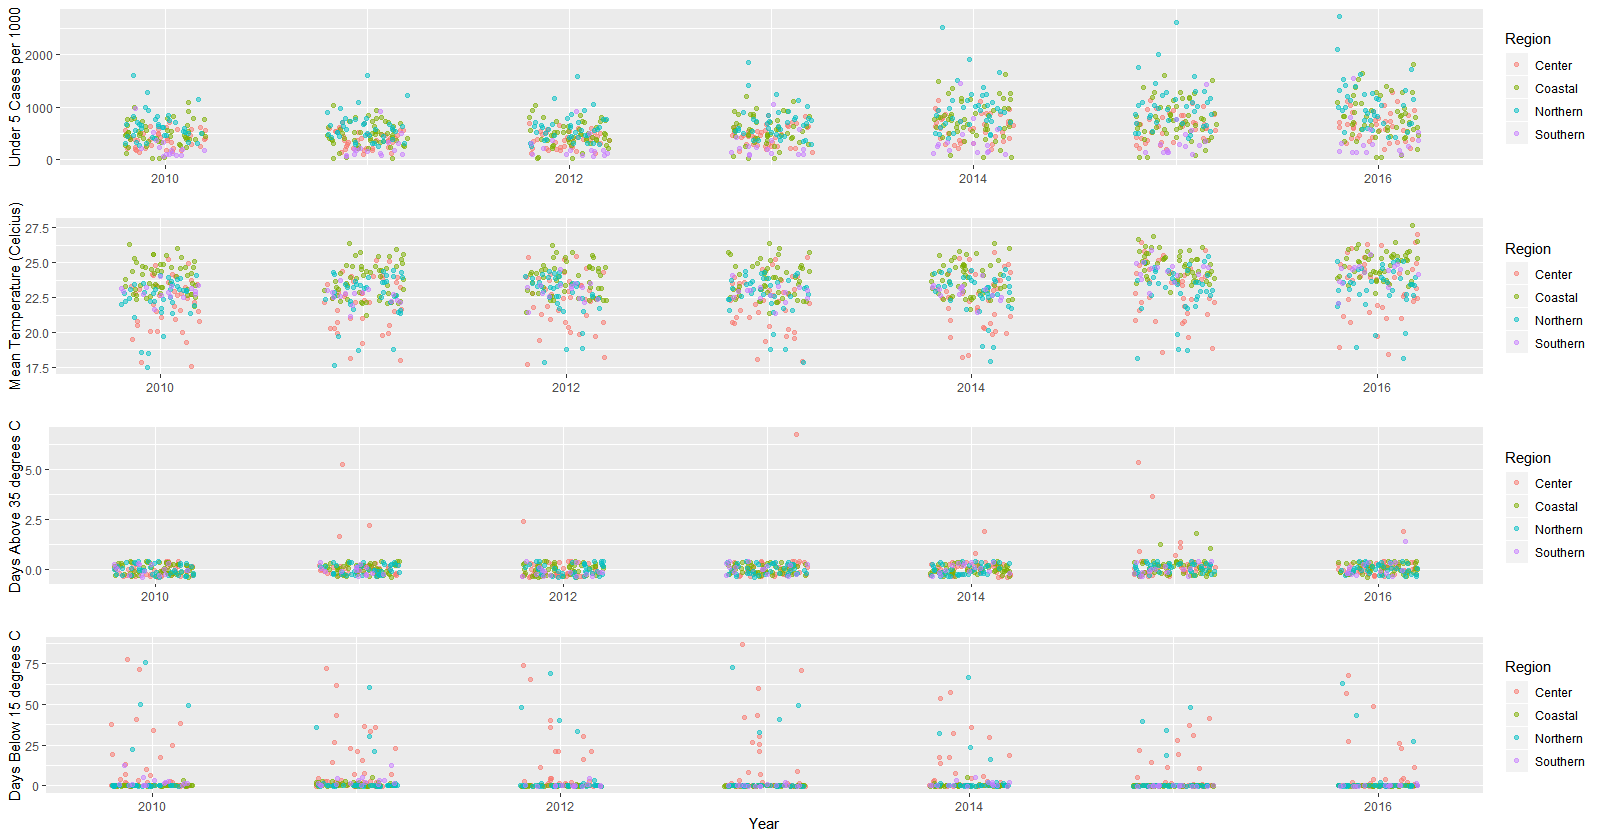 Under 5 Cases per 1000
2000
1000
0
2010
2012
2014
2016
Region
Center
Coastal
Northern
Southern
Mean Temperature (Celcius)
27.5
25.0
22.5
20.0
17.5
2010
2012
2014
2016
Region
Center
Coastal
Northern
Southern
Days Above 35 degrees C
5.0
2.5
0.0
2010
2012
2014
2016
Region
Center
Coastal
Northern
Southern
Days Below 15 degrees C
75
50
25
0
2010
2012
2014
2016
Year
Region
Center
Coastal
Northern
Southern